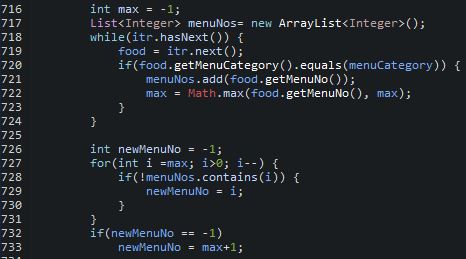 716 int max = -1;
717 List<Integer> menuNos= new ArrayList<Integer>();
718 while(itr.hasNext()) {
719 food = itr.next();
720 if(food.getMenuCategory().equals(menuCategory)) {
721 menuNos.add(food.getMenuNo());
722 max = Math.max(food.getMenuNo(), max);
723 }
724 }
725
726 int newMenuNo = -1;
727 for(int i =max; i>0; i--) {
728 if(!menuNos.contains(i)) {
729 newMenuNo = i;
730 }
731 }
732 if(newMenuNo == -1)
733 newMenuNo = max+1;